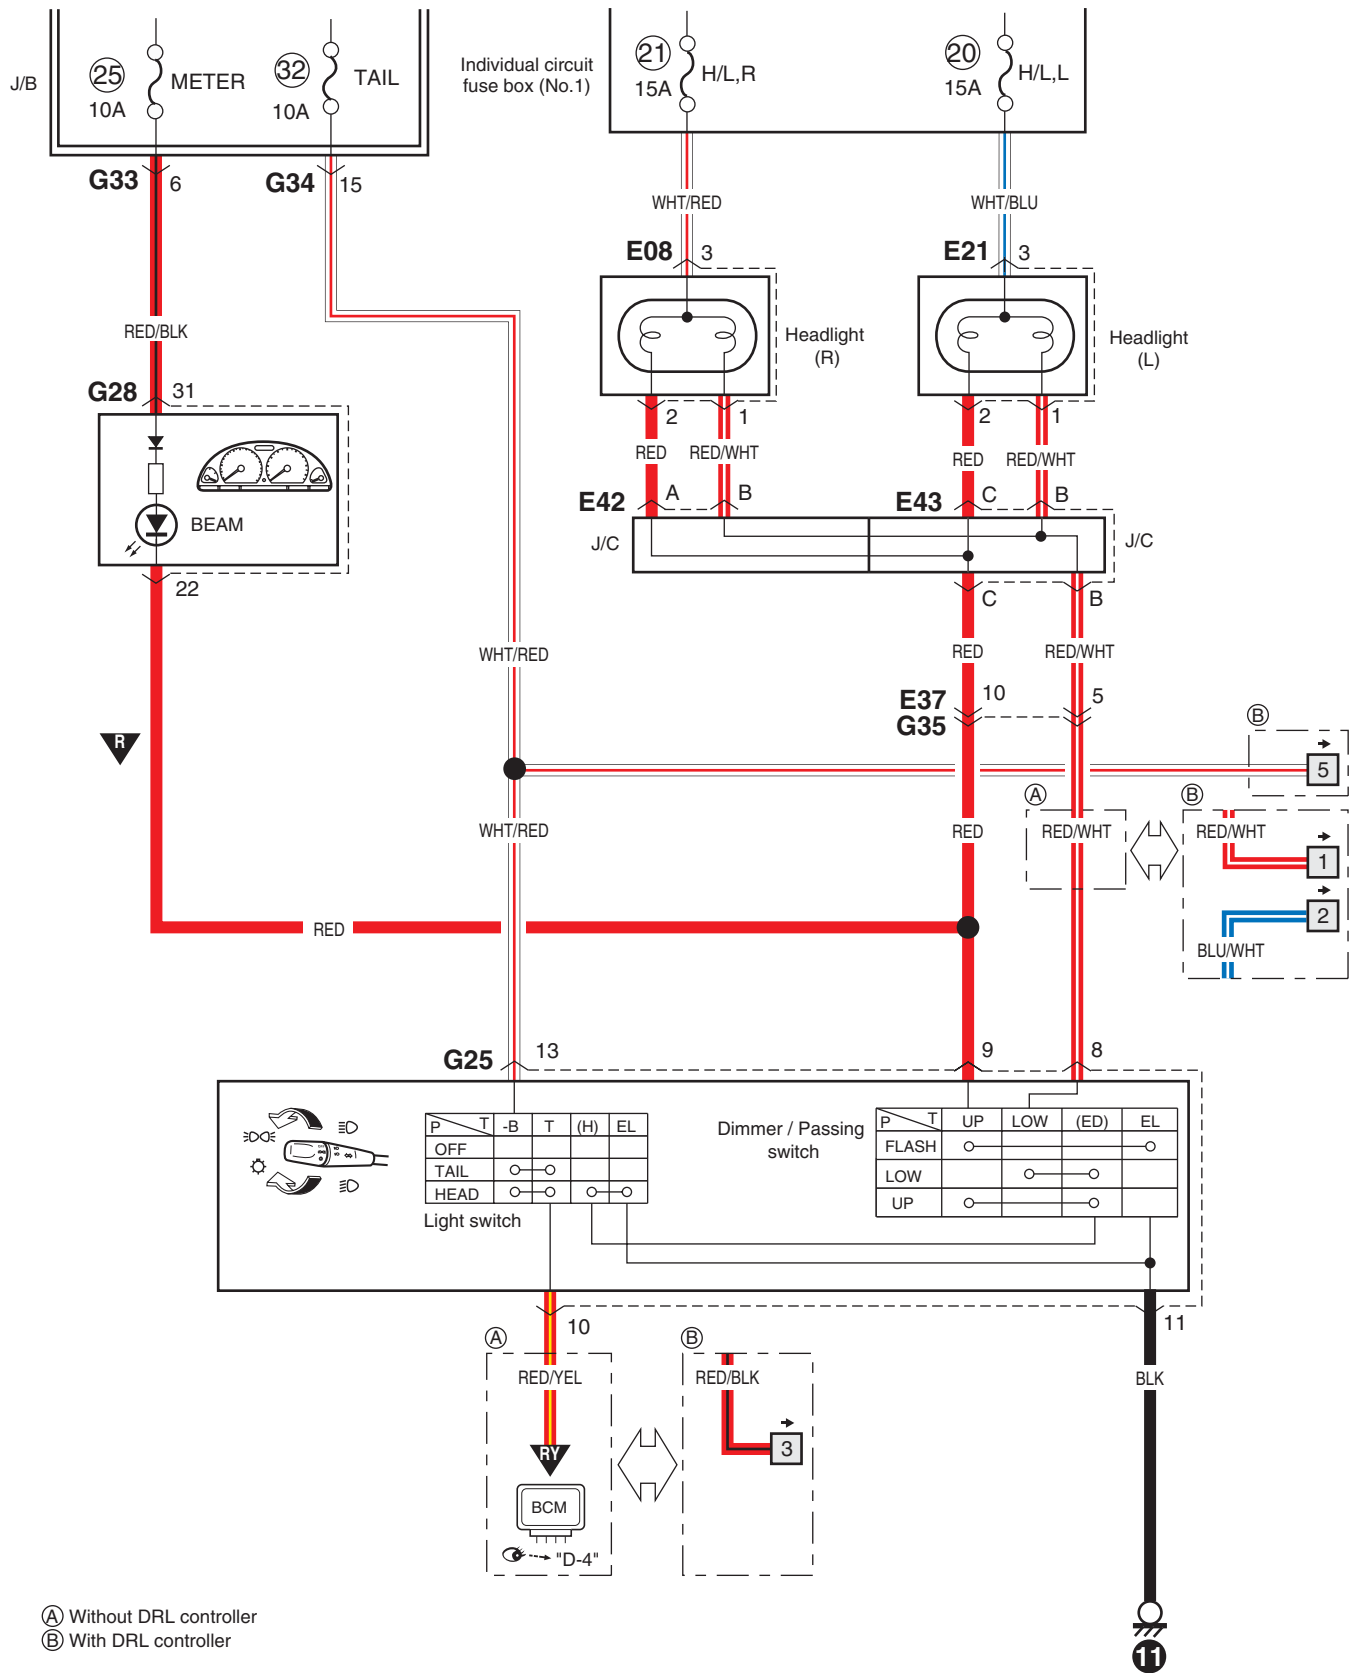 J/B
25
10A
METER
32
10A
TAIL
Individual circuit
fuse box (No.1)
21
15A
H/L,R
20
15A
H/L,L
G33
6
G34
15
WHT/RED
WHT/BLU
E08
3
E21
3
RED/BLK
Headlight
(R)
Headlight
(L)
G28
31
2
1
2
1
RED
RED/WHT
RED
RED/WHT
E42
A
B
E43
C
B
BEAM
J/C
J/C
22
C
B
WHT/RED
RED
RED/WHT
E37
10
5
G35
R
B
5
A
B
WHT/RED
RED
RED/WHT
RED/WHT
1
2
RED
BLU/WHT
G25
13
9
8
P
T
-B
T
(H)
EL
OFF
TAIL
HEAD
Light switch
Dimmer / Passing
switch
P
T
UP
LOW
(ED)
EL
FLASH
LOW
UP
10
11
A
B
RED/YEL
RED/BLK
BLK
RY
3
BCM
"D-4"
A Without DRL controller
B With DRL controller
11